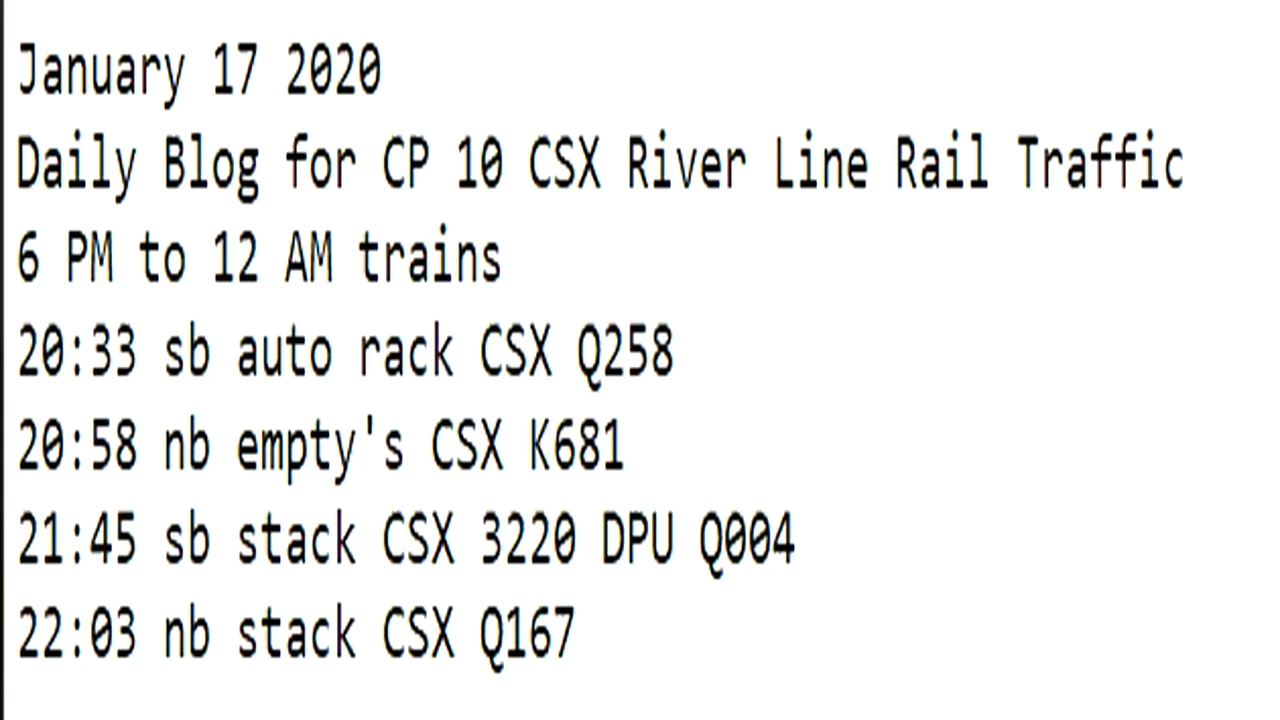 January 17 2020
Daily Blog for CP 10 CSX River Line Rail Traffic
6 PM to 12 AM trains
20:33 sb auto rack CSX Q258
20:58 nb empty's CSX K681
21:45 sb stack CSX 3220 DPU Q004
22:03 nb stack CSX Q167